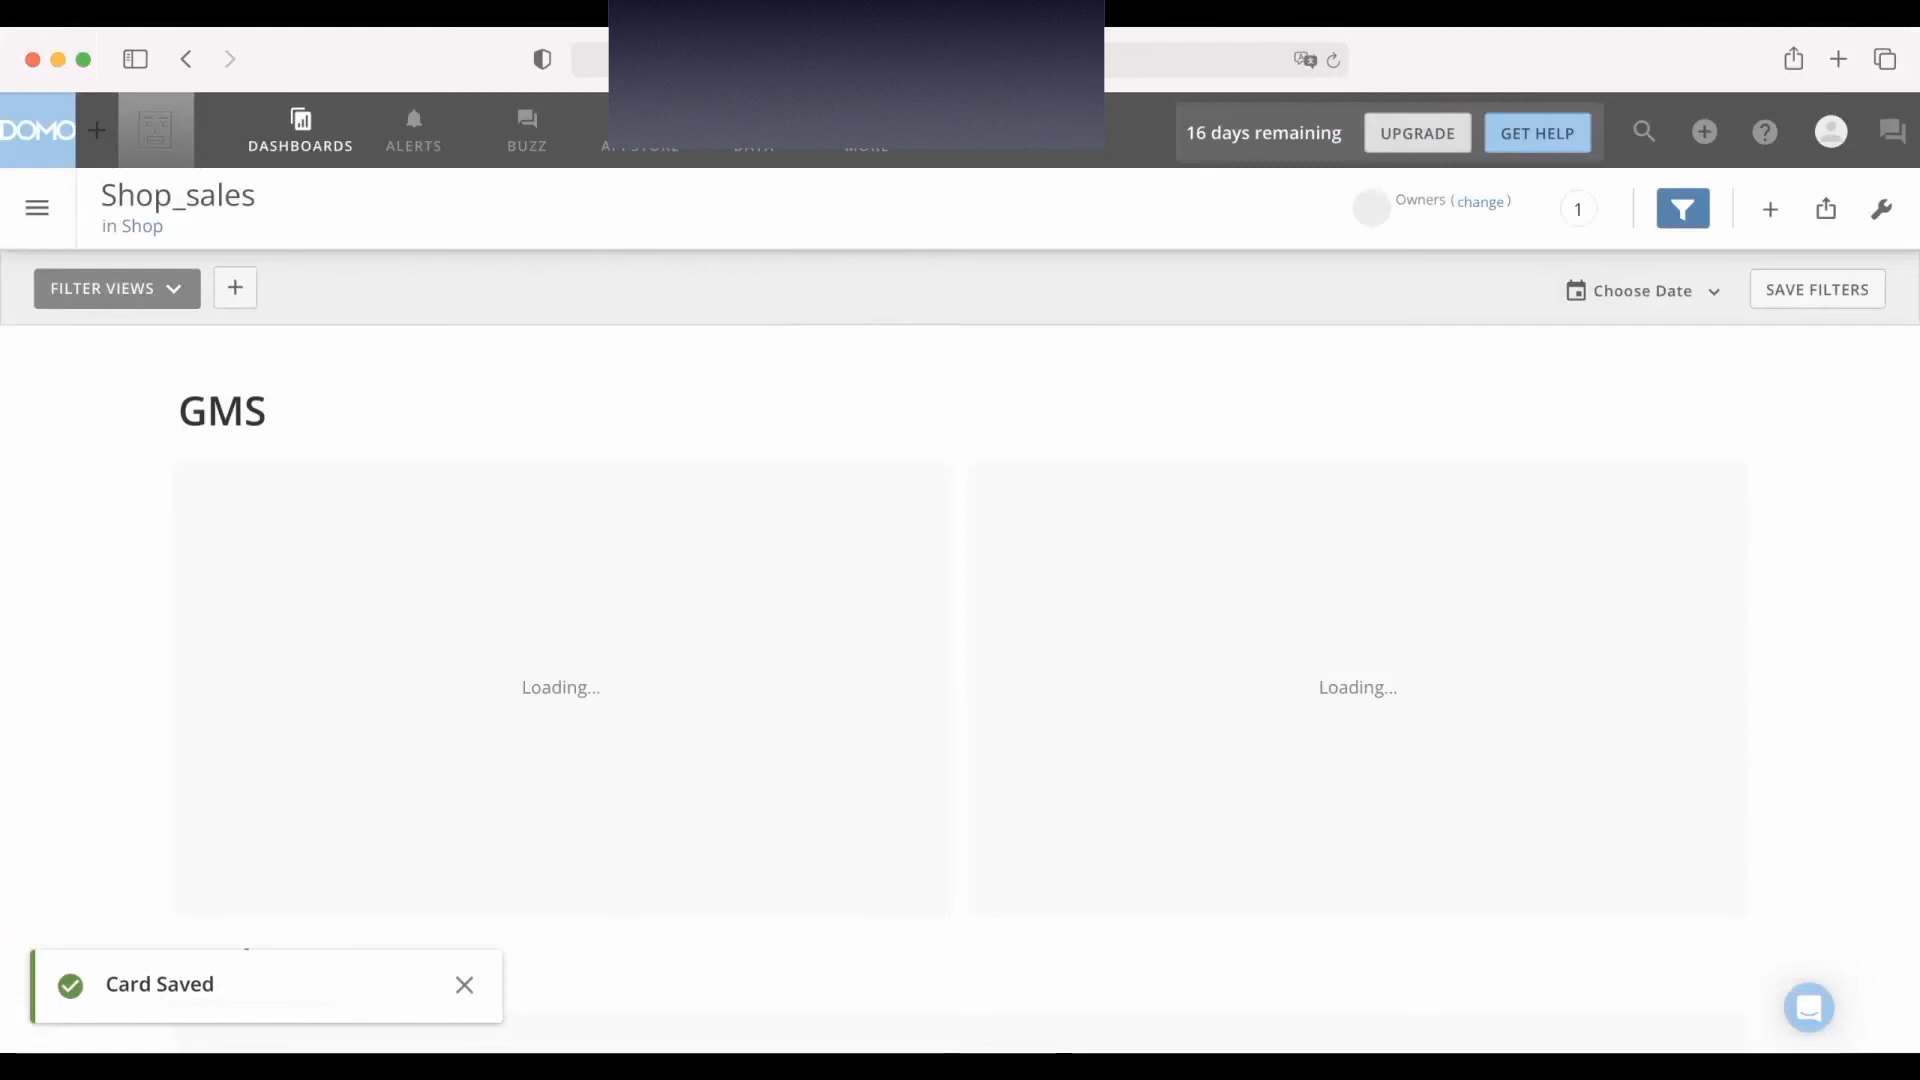 DOMO
DASHBOARDS
ALERTS
BUZZ
16 days remaining
UPGRADE
GET HELP
Shop_sales
in Shop
Owners (change)
1
FILTER VIEWS
Choose Date
SAVE FILTERS
GMS
Loading...
Loading...
Card Saved